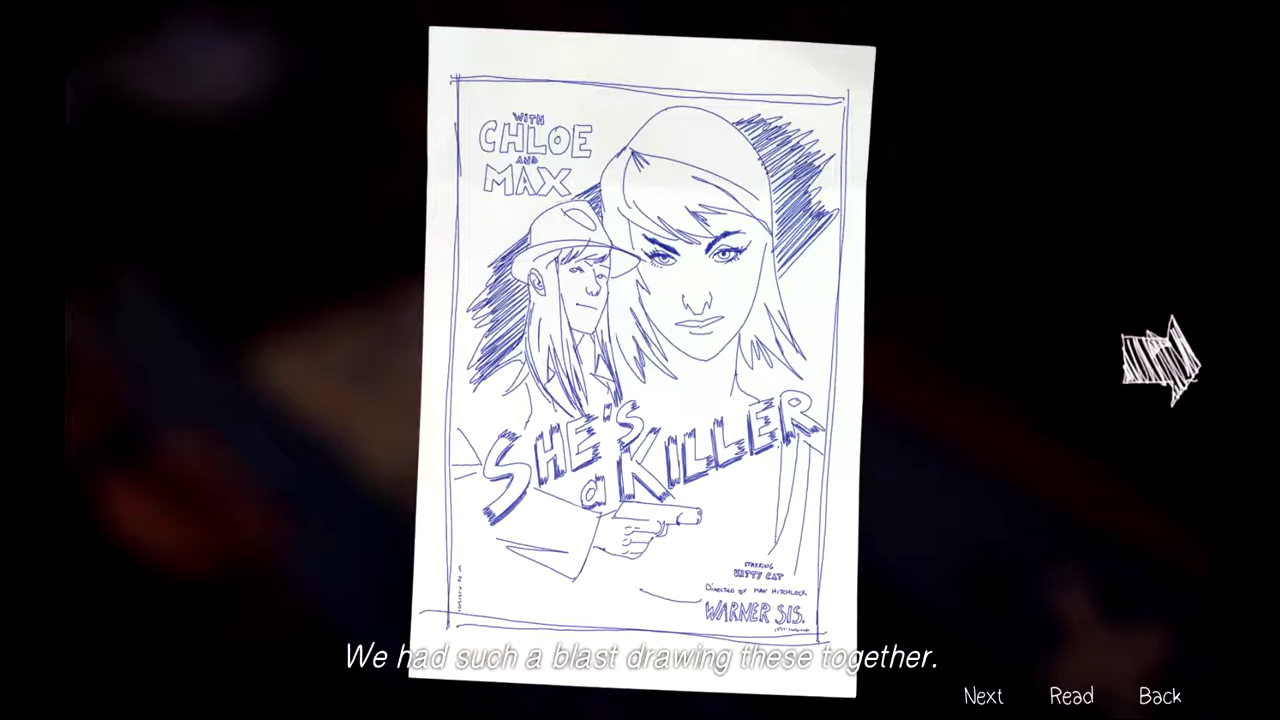 WITH
CHLOE
AND
MAX
SHE'S
a KILLER
STARRING
KITTY CAT
DIRECTED BY MAX HITCHLOCK
WARNER SIS.
We had such a blast drawing these together.
Next Read Back